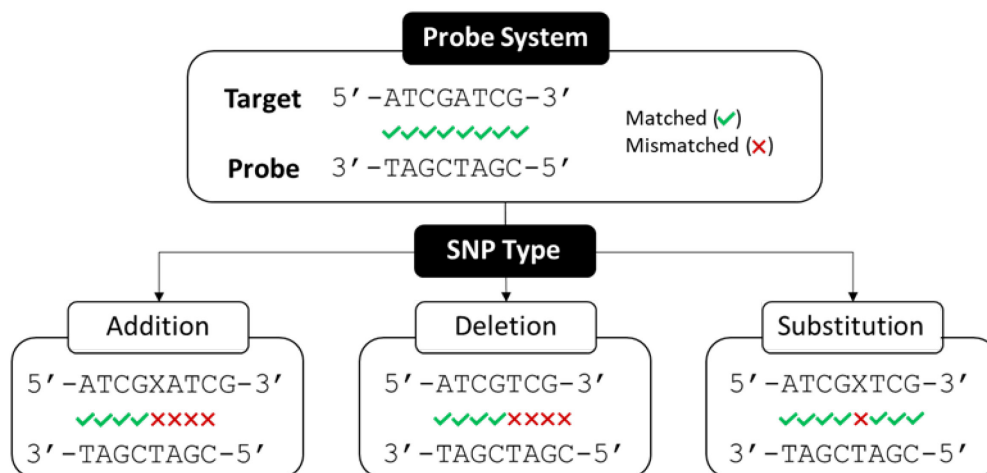 Probe System
Target 5′-ATCGATCG-3′
Matched (✓)
Mismatched (×)
Probe 3′-TAGCTAGC-5′
SNP Type
Addition
5′-ATCGXATCG-3′
3′-TAGCTAGC-5′
Deletion
5′-ATCGTCG-3′
3′-TAGCTAGC-5′
Substitution
5′-ATCGXTCG-3′
3′-TAGCTAGC-5′